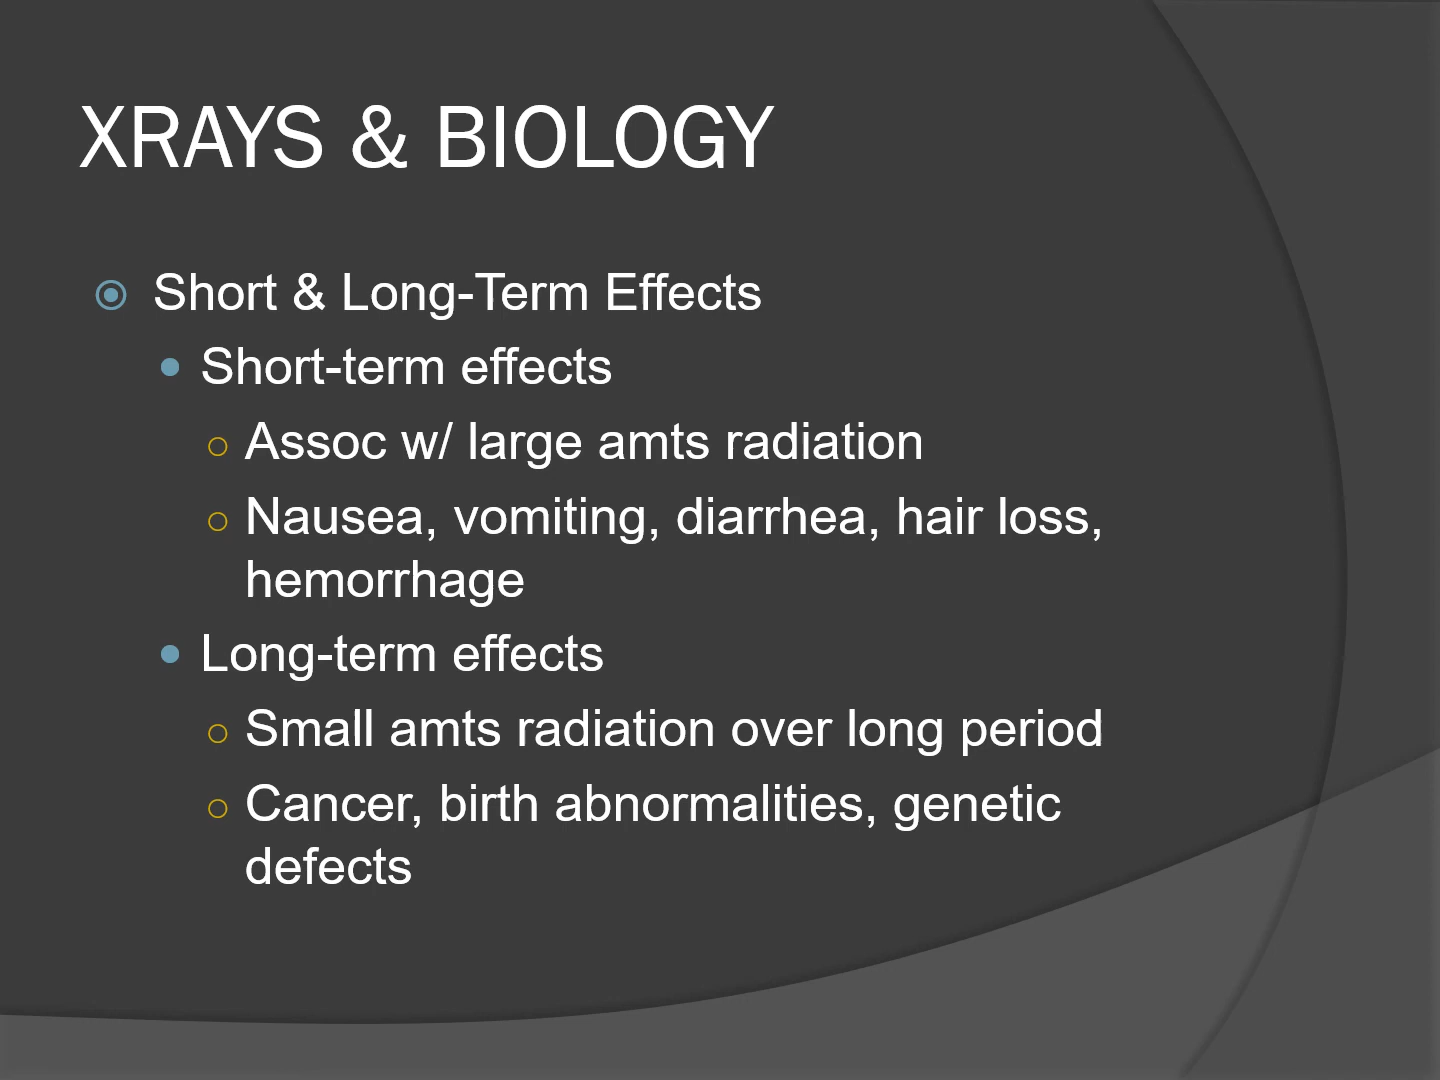 XRAYS & BIOLOGY
Short & Long-Term Effects
Short-term effects
Assoc w/ large amts radiation
Nausea, vomiting, diarrhea, hair loss,
hemorrhage
Long-term effects
Small amts radiation over long period
Cancer, birth abnormalities, genetic
defects